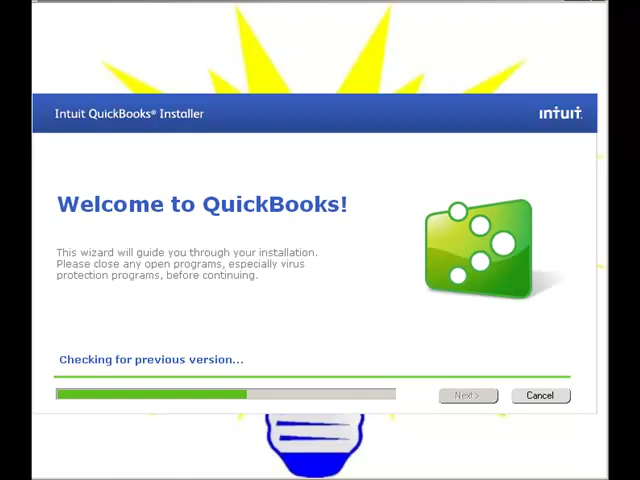 Intuit QuickBooks® Installer
intuit.
Welcome to QuickBooks!
This wizard will guide you through your installation.
Please close any open programs, especially virus
protection programs, before continuing.
Checking for previous version...
Next >
Cancel